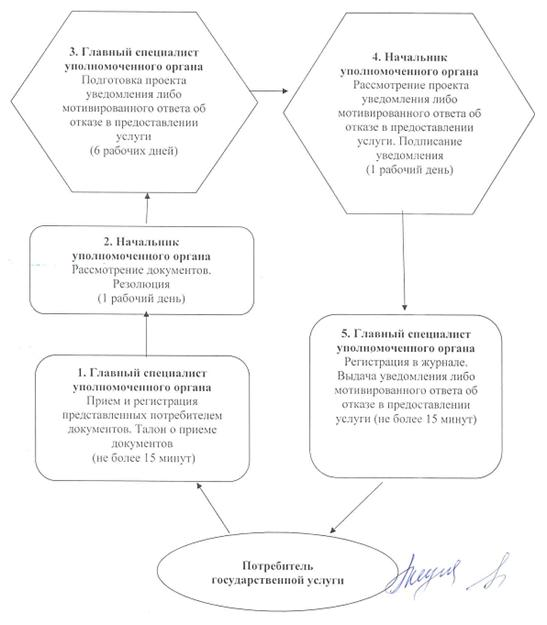 3. Главный специалист
уполномоченного органа
Подготовка проекта
уведомления либо
мотивированного ответа об
отказе в предоставлении
услуги
(6 рабочих дней)
4. Начальник
уполномоченного органа
Рассмотрение проекта
уведомления либо
мотивированного ответа об
отказе в предоставлении
услуги. Подписание
уведомления
(1 рабочий день)
2. Начальник
уполномоченного органа
Рассмотрение документов.
Резолюция
(1 рабочий день)
1. Главный специалист
уполномоченного органа
Прием и регистрация
представленных потребителем
документов. Талон о приеме
документов
(не более 15 минут)
5. Главный специалист
уполномоченного органа
Регистрация в журнале.
Выдача уведомления либо
мотивированного ответа об
отказе в предоставлении
услуги (не более 15 минут)
Потребитель
государственной услуги